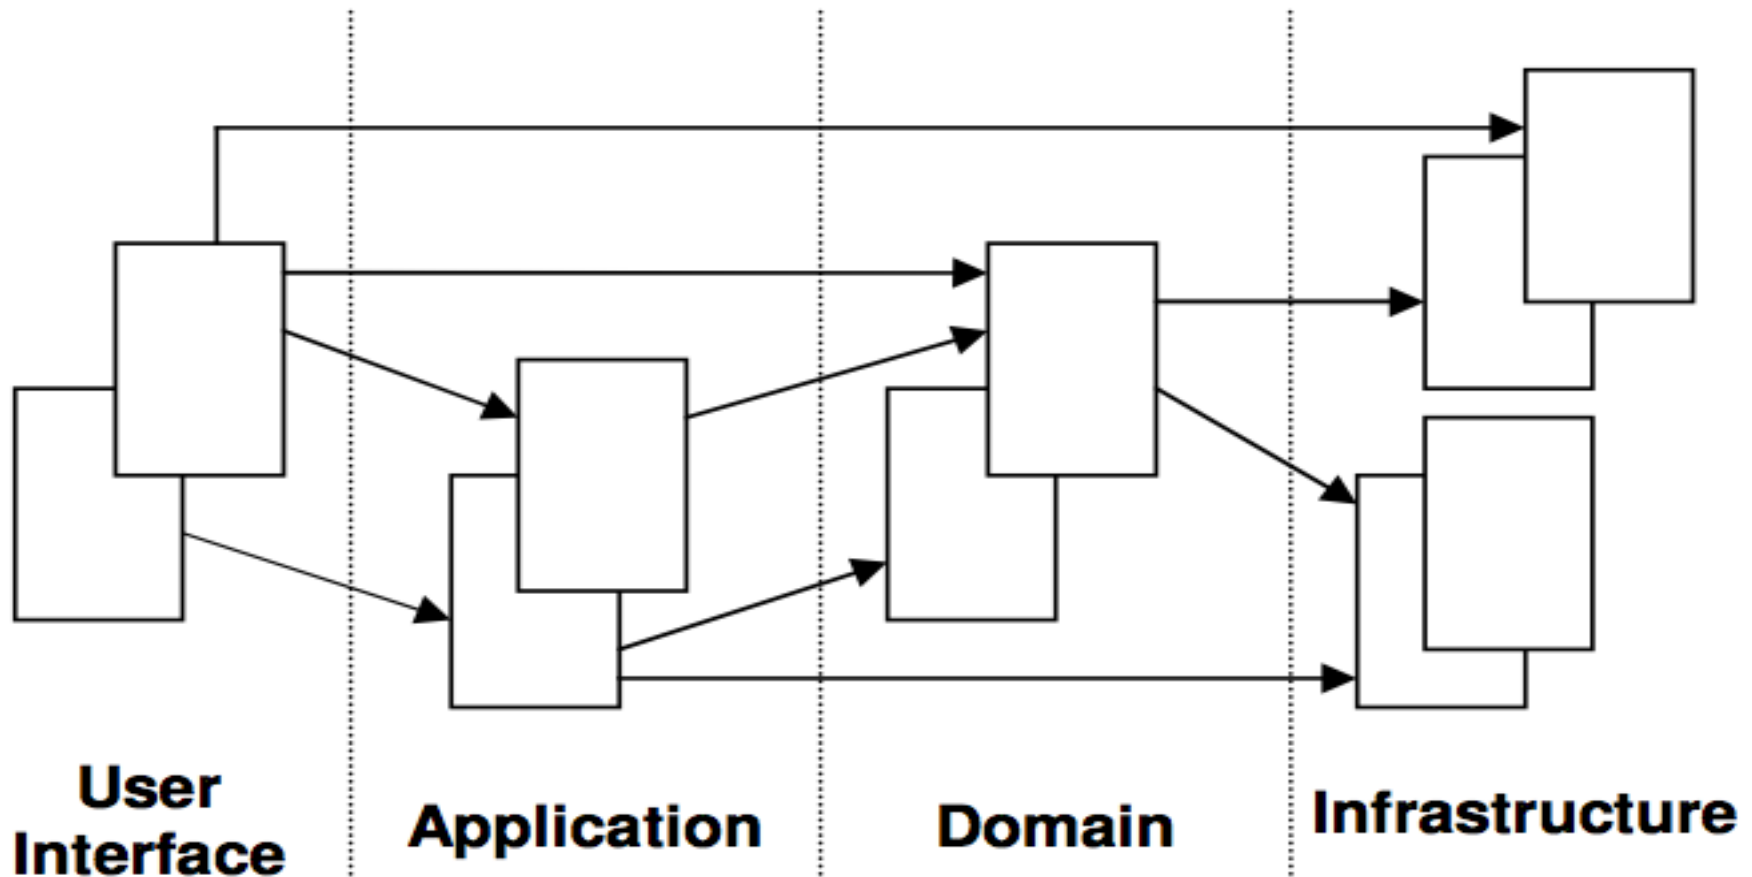 User
Interface
Application
Domain
Infrastructure